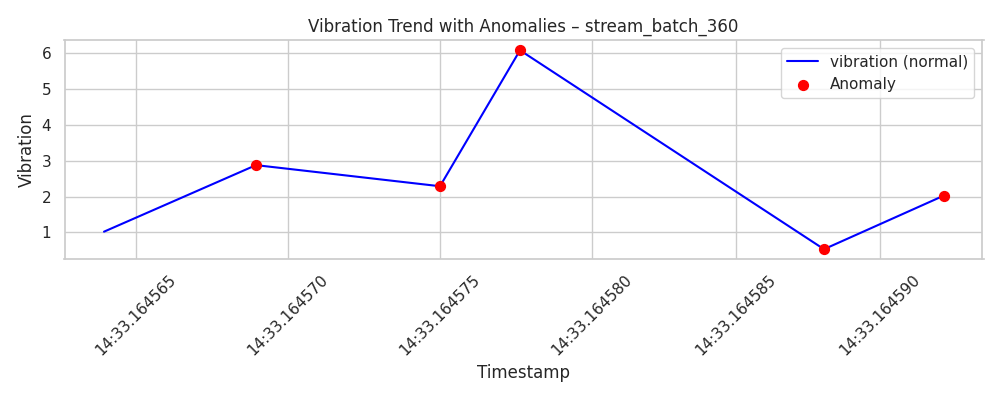 Vibration Trend with Anomalies – stream_batch_360
vibration (normal)
Anomaly
Vibration
6
5
4
3
2
1
14:33.164565
14:33.164570
14:33.164575
14:33.164580
14:33.164585
14:33.164590
Timestamp